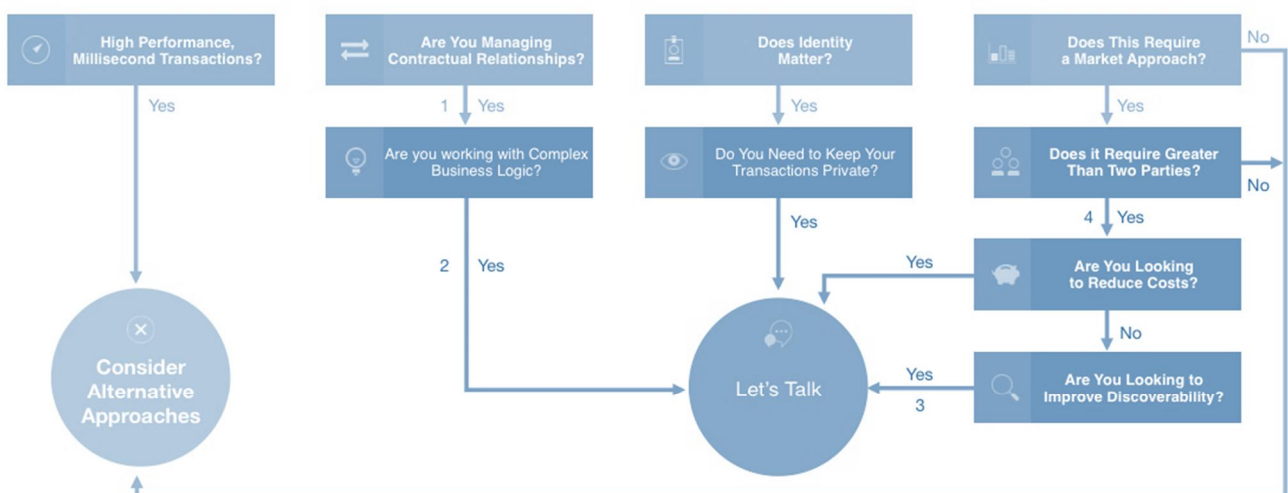 High Performance,
Millisecond Transactions?
Yes
Consider
Alternative
Approaches
Are You Managing
Contractual Relationships?
1 Yes
Are you working with Complex
Business Logic?
2 Yes
Does Identity
Matter?
Yes
Do You Need to Keep Your
Transactions Private?
Yes
Let's Talk
Does This Require
a Market Approach?
No
Yes
Does it Require Greater
Than Two Parties?
No
4 Yes
Are You Looking
to Reduce Costs?
Yes
No
Are You Looking to
Improve Discoverability?
Yes
3